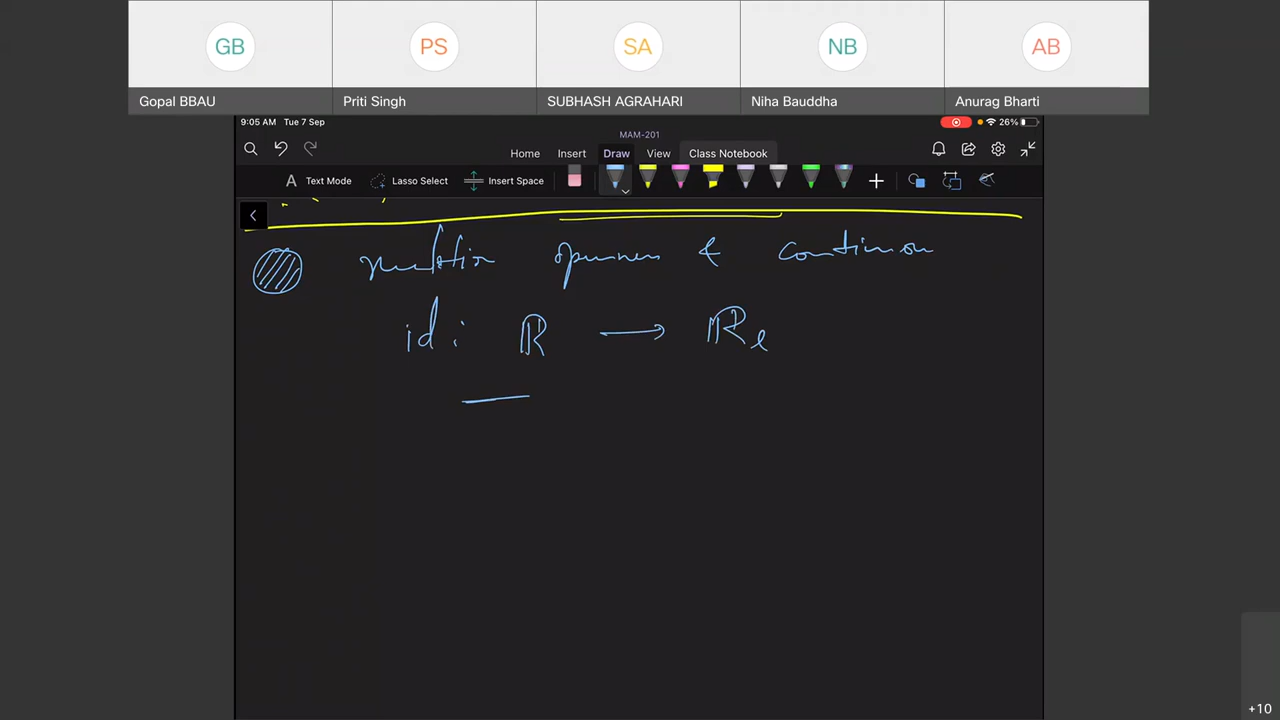 GB PS SA NB AB
Gopal BBAU Priti Singh SUBHASH AGRAHARI Niha Bauddha Anurag Bharti
9:05 AM Tue 7 Sep 26%
MAM-201
Home Insert Draw View Class Notebook
Text Mode Lasso Select Insert Space
& continuou
id: ℝ ⟶ ℝℓ
+10